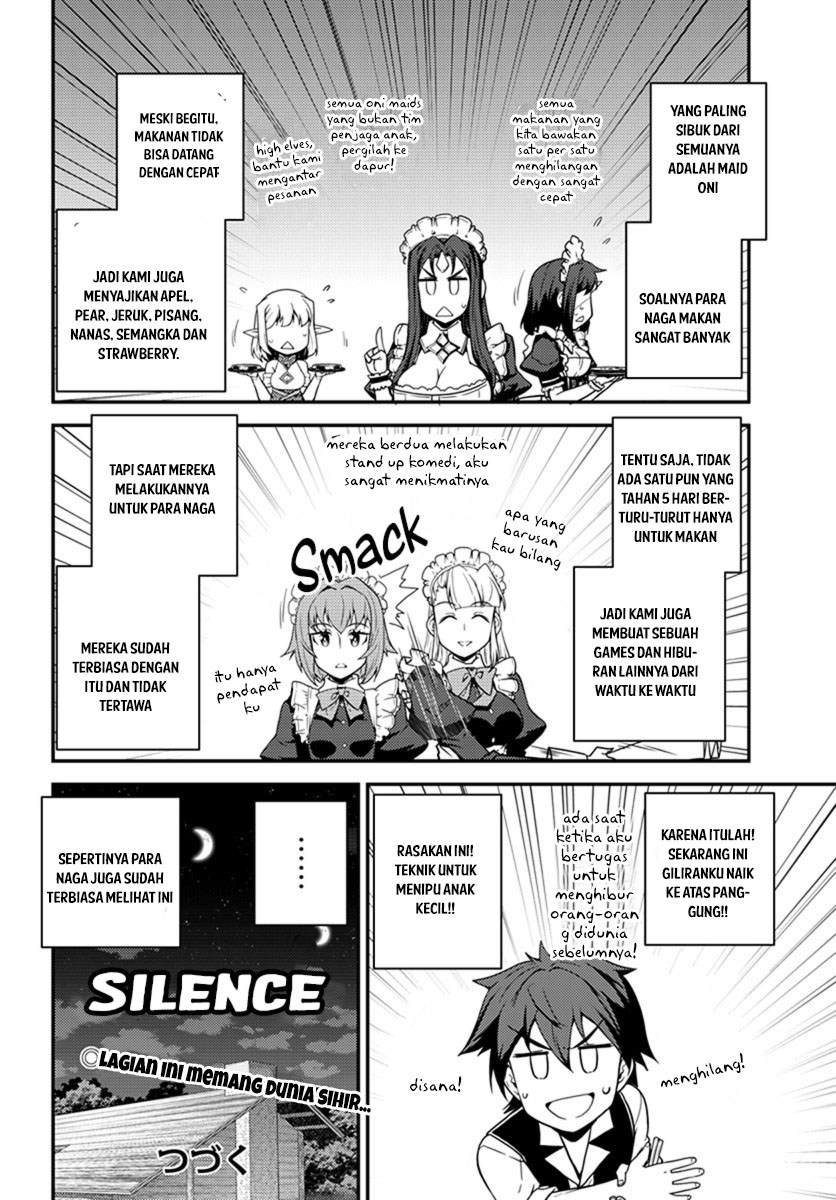 YANG PALING
SIBUK DARI
SEMUANYA
ADALAH MAID
ONI
SOALNYA PARA
NAGA MAKAN
SANGAT BANYAK
semua
makanan yang
kita bawakan
satu per satu
menghilangan
dengan sangat
cepat
semua oni maids
yang bukan tim
penjaga anak,
pergilah ke
dapur!
high elves,
bantu kami
mengantar
pesanan
MESKI BEGITU,
MAKANAN TIDAK
BISA DATANG
DENGAN CEPAT
JADI KAMI JUGA
MENYAJIKAN APEL,
PEAR, JERUK, PISANG,
NANAS, SEMANGKA DAN
STRAWBERRY.
TENTU SAJA, TIDAK
ADA SATU PUN YANG
TAHAN 5 HARI BER-
TURU-TURUT HANYA
UNTUK MAKAN
JADI KAMI JUGA
MEMBUAT SEBUAH
GAMES DAN HIBU-
RAN LAINNYA DARI
WAKTU KE WAKTU
mereka berdua melakukan
stand up komedi, aku
sangat menikmatinya
apa yang
barusan
kau bilang
Smack
itu hanya
pendapat
ku
TAPI SAAT MEREKA
MELAKUKANNYA
UNTUK PARA NAGA
MEREKA SUDAH
TERBIASA DENGAN
ITU DAN TIDAK
TERTAWA
KARENA ITULAH!
SEKARANG INI
GILIRANKU NAIK
KE ATAS PANG-
GUNG!!
ada saat
ketika aku
bertugas
untuk
menghibur
orang-oran
g didunia
sebelumnya!
RASAKAN INI!
TEKNIK UNTUK
MENIPU ANAK
KECIL!!
menghilang!
disana!
......
SEPERTINYA PARA
NAGA JUGA SUDAH
TERBIASA MELIHAT INI
SILENCE
LAGIAN INI MEMANG DUNIA SIHIR...
つづく